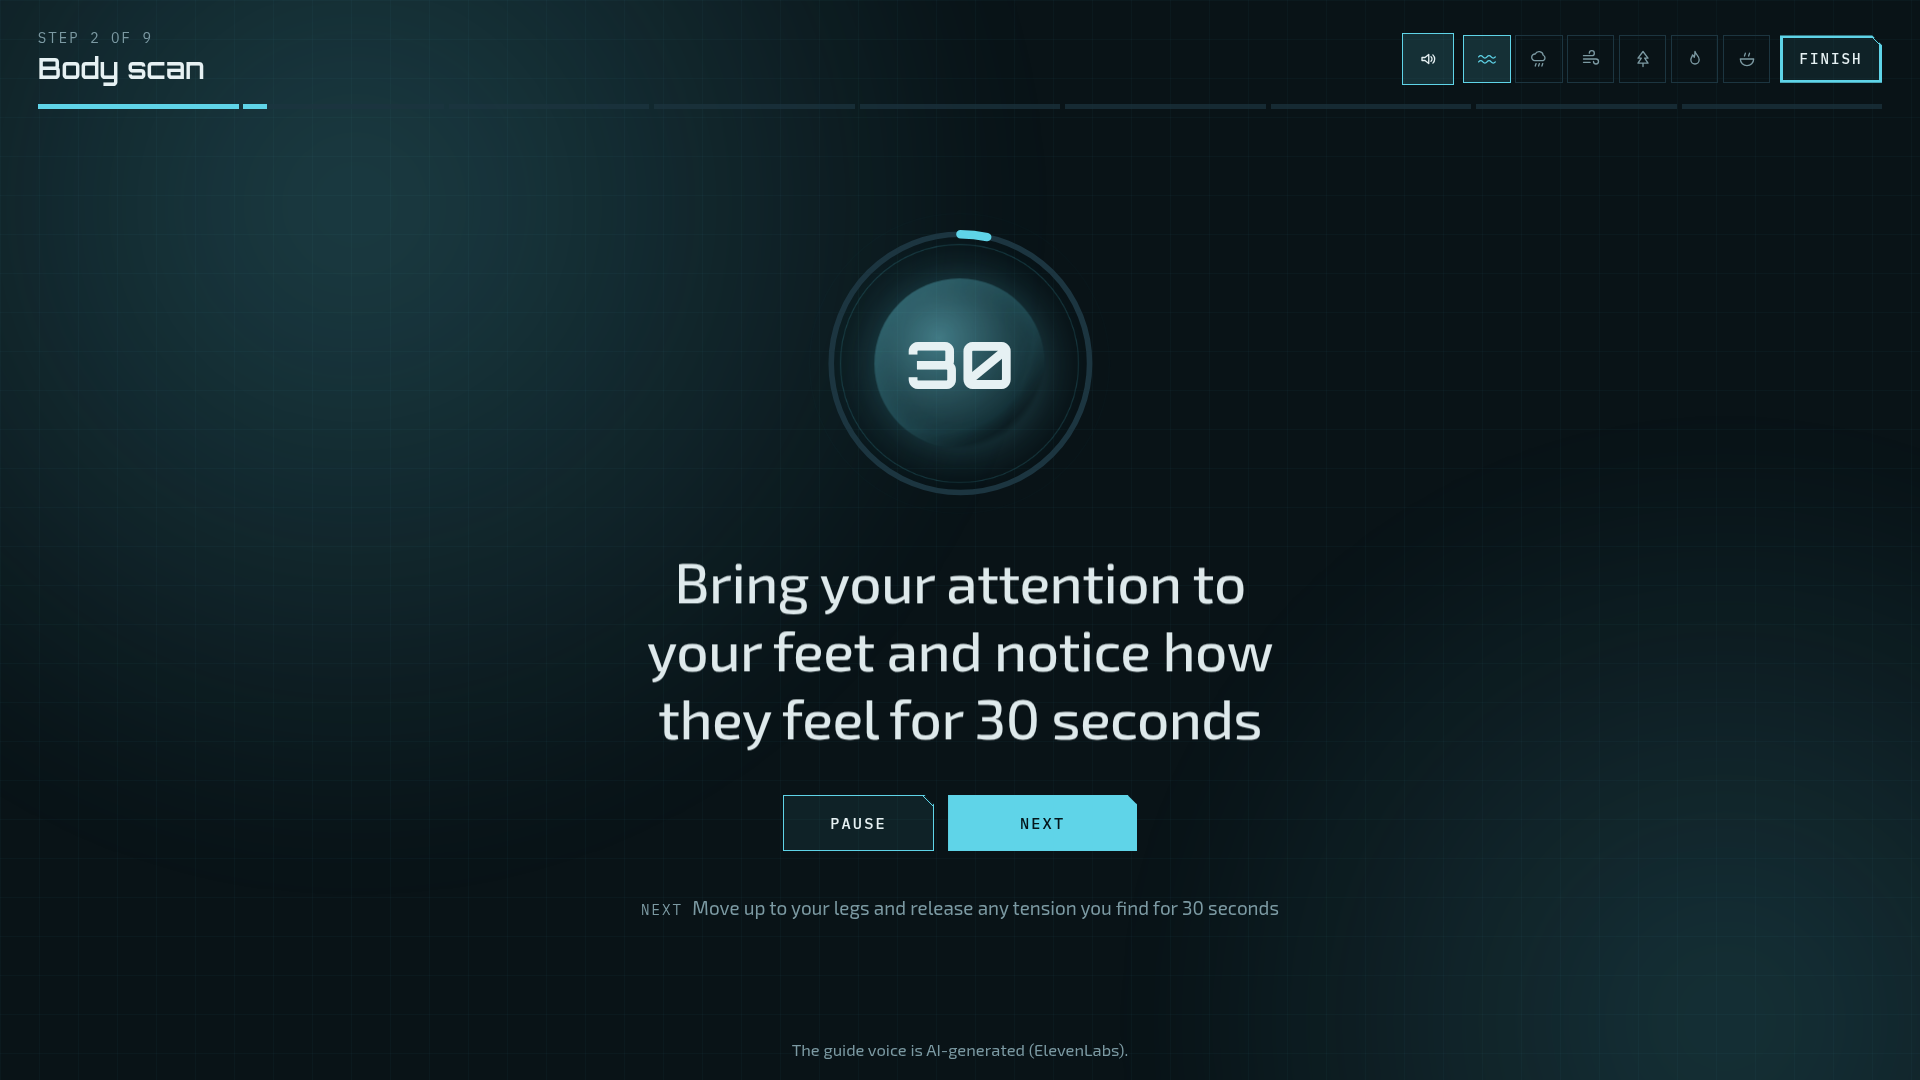 STEP 2 OF 9
Body scan
FINISH
30
Bring your attention to
your feet and notice how
they feel for 30 seconds
PAUSE
NEXT
NEXT Move up to your legs and release any tension you find for 30 seconds
The guide voice is AI-generated (ElevenLabs).